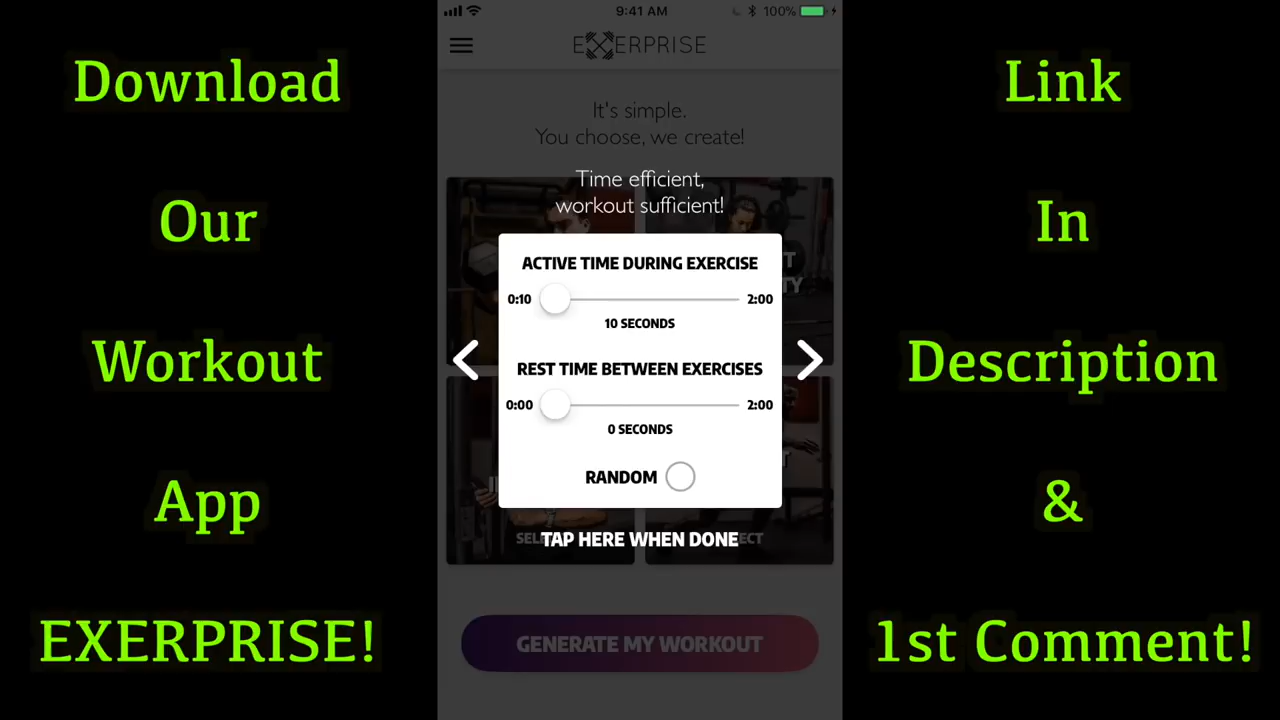 Download
Our
Workout
App
EXERPRISE!
9:41 AM
100%
EXERPRISE
It's simple.
You choose, we create!
Time efficient,
workout sufficient!
ACTIVE TIME DURING EXERCISE
0:10 2:00
10 SECONDS
REST TIME BETWEEN EXERCISES
0:00 2:00
0 SECONDS
RANDOM
TAP HERE WHEN DONE
GENERATE MY WORKOUT
Link
In
Description
&
1st Comment!